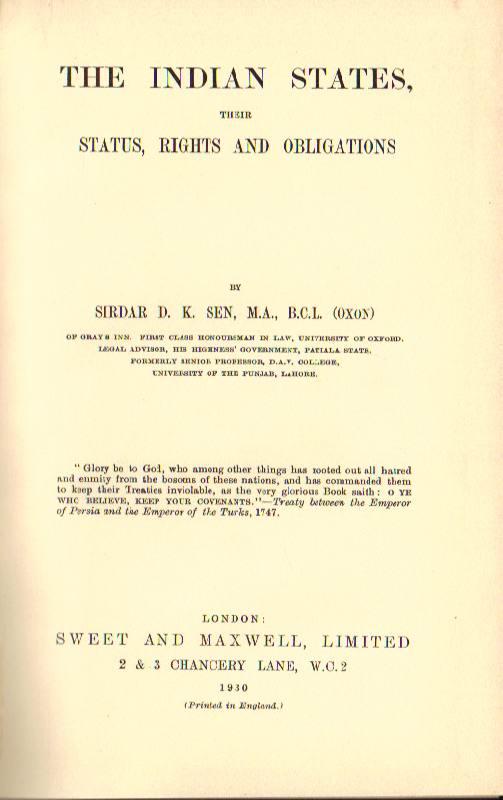 THE INDIAN STATES,
THEIR
STATUS, RIGHTS AND OBLIGATIONS
BY
SIRDAR D. K. SEN, M.A., B.C.L. (OXON)
OF GRAY'S INN. FIRST CLASS HONOURSMAN IN LAW, UNIVERSITY OF OXFORD.
LEGAL ADVISOR, HIS HIGHNESS' GOVERNMENT, PATIALA STATE.
FORMERLY SENIOR PROFESSOR, D.A.V. COLLEGE,
UNIVERSITY OF THE PUNJAB, LAHORE.
" Glory be to God, who among other things has rooted out all hatred
and enmity from the bosoms of these nations, and has commanded them
to keep their Treaties inviolable, as the very glorious Book saith: O YE
WHO BELIEVE, KEEP YOUR COVENANTS."—Treaty between the Emperor
of Persia and the Emperor of the Turks, 1747.
LONDON:
SWEET AND MAXWELL, LIMITED
2 & 3 CHANCERY LANE, W.C.2
1930
(Printed in England.)